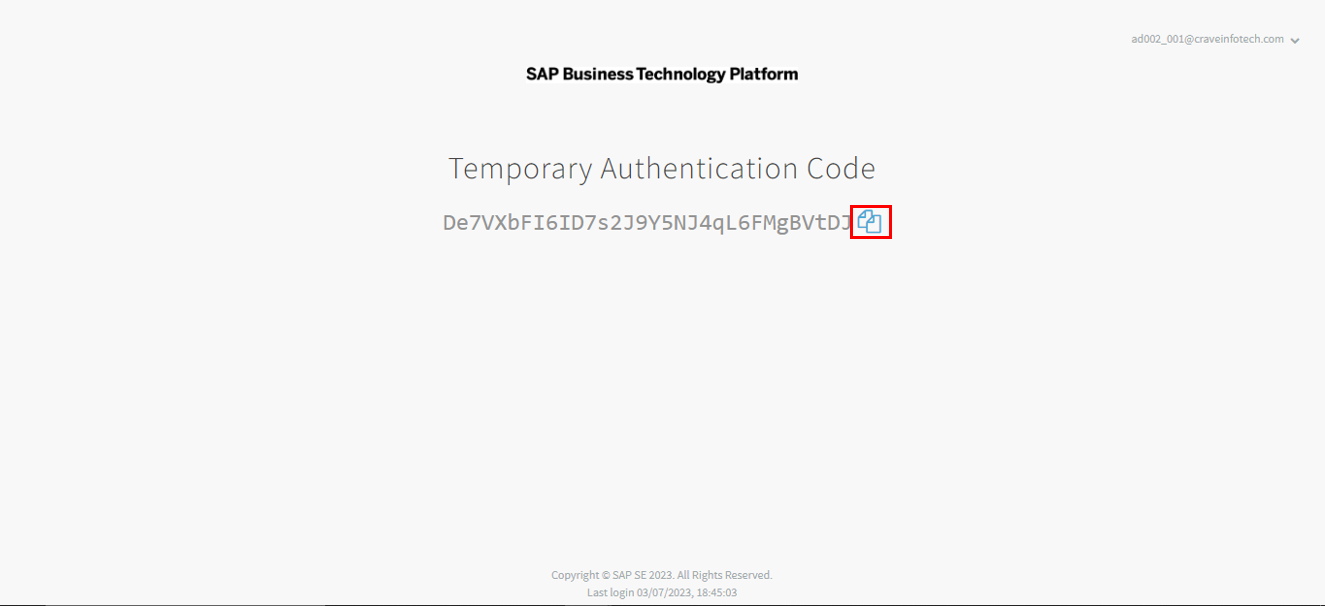 ad002_001@craveinfotech.com
SAP Business Technology Platform
Temporary Authentication Code
De7VXbFI6ID7s2J9Y5NJ4qL6FMgBVtDJ
Copyright © SAP SE 2023. All Rights Reserved.
Last login 03/07/2023, 18:45:03